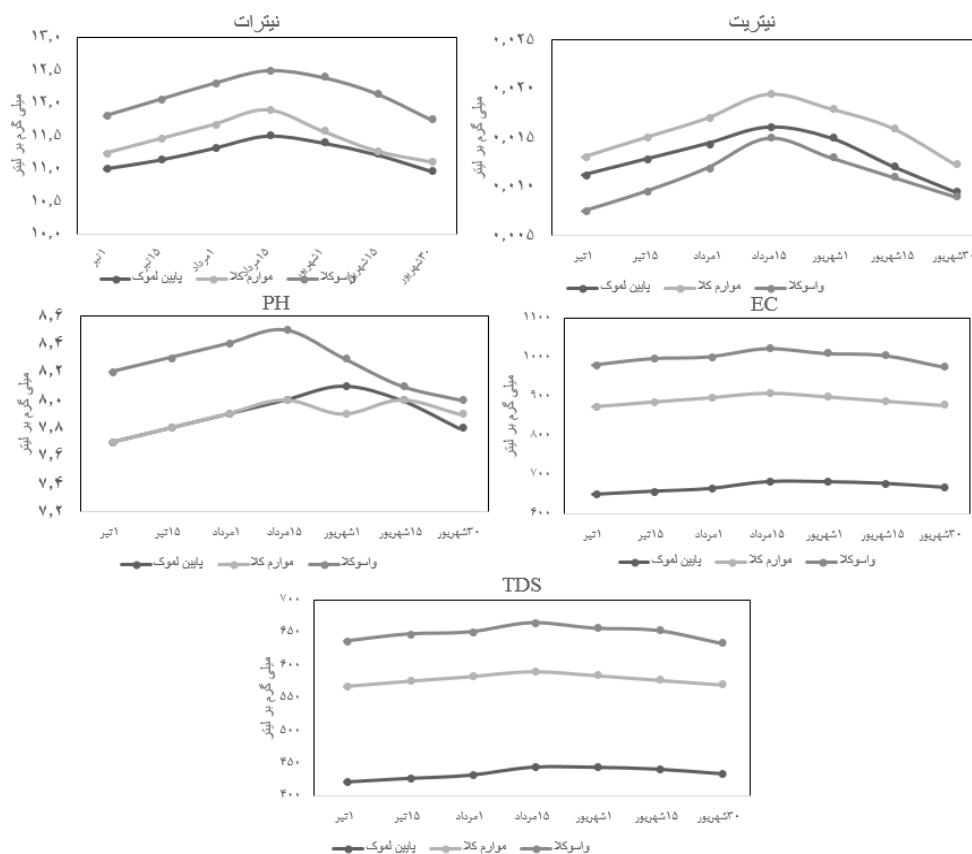 نیترات
میلی گرم بر لیتر
۱۳,۰
۱۲,۵
۱۲,۰
۱۱,۵
۱۱,۰
۱۰,۵
۱۰,۰
۱تیر
۱۵تیر
۱مرداد
۱۵مرداد
۱شهریور
۱۵شهریور
۳۰شهریور
پایین لموک
موارم کلا
واسوکلا
نیتریت
میلی گرم بر لیتر
۰,۰۲۵
۰,۰۲۰
۰,۰۱۵
۰,۰۱۰
۰,۰۰۵
۱تیر
۱۵تیر
۱مرداد
۱۵مرداد
۱شهریور
۱۵شهریور
۳۰شهریور
پایین لموک
موارم کلا
واسوکلا
PH
میلی گرم بر لیتر
۸,۶
۸,۴
۸,۲
۸,۰
۷,۸
۷,۶
۷,۴
۷,۲
۱تیر
۱۵تیر
۱مرداد
۱۵مرداد
۱شهریور
۱۵شهریور
۳۰شهریور
پایین لموک
موارم کلا
واسوکلا
EC
میلی گرم بر لیتر
۱۱۰۰
۱۰۰۰
۹۰۰
۸۰۰
۷۰۰
۶۰۰
۱تیر
۱۵تیر
۱مرداد
۱۵مرداد
۱شهریور
۱۵شهریور
۳۰شهریور
پایین لموک
موارم کلا
واسوکلا
TDS
میلی گرم بر لیتر
۷۰۰
۶۵۰
۶۰۰
۵۵۰
۵۰۰
۴۵۰
۴۰۰
۱تیر
۱۵تیر
۱مرداد
۱۵مرداد
۱شهریور
۱۵شهریور
۳۰شهریور
پایین لموک
موارم کلا
واسوکلا